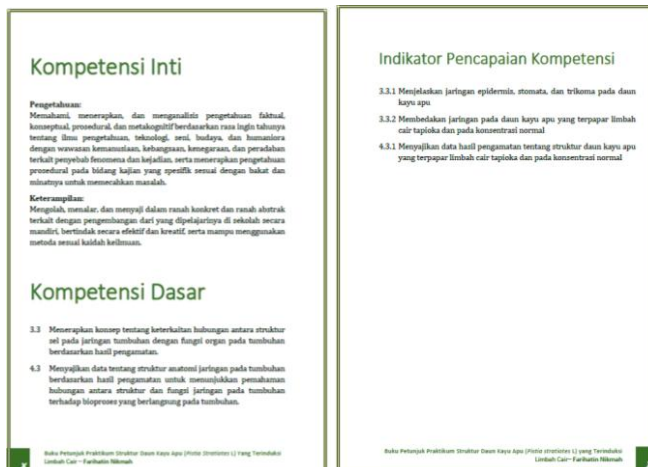 Kompetensi Inti
Pengetahuan:
Memahami, menerapkan, dan menganalisis pengetahuan faktual,
konseptual, prosedural, dan metakognitif berdasarkan rasa ingin tahunya
tentang ilmu pengetahuan, teknologi, seni, budaya, dan humaniora
dengan wawasan kemanusiaan, kebangsaan, kenegaraan, dan peradaban
terkait penyebab fenomena dan kejadian, serta menerapkan pengetahuan
prosedural pada bidang kajian yang spesifik sesuai dengan bakat dan
minatnya untuk memecahkan masalah.
Keterampilan:
Mengolah, menalar, dan menyaji dalam ranah konkret dan ranah abstrak
terkait dengan pengembangan dari yang dipelajarinya di sekolah secara
mandiri, bertindak secara efektif dan kreatif, serta mampu menggunakan
metoda sesuai kaidah keilmuan.
Kompetensi Dasar
3.3 Menerapkan konsep tentang keterkaitan hubungan antara struktur
sel pada jaringan tumbuhan dengan fungsi organ pada tumbuhan
berdasarkan hasil pengamatan.
4.3 Menyajikan data tentang struktur anatomi jaringan pada tumbuhan
berdasarkan hasil pengamatan untuk menunjukkan pemahaman
hubungan antara struktur dan fungsi jaringan pada tumbuhan
terhadap bioproses yang berlangsung pada tumbuhan.
Buku Petunjuk Praktikum Struktur Daun Kayu Apu (Pistia Stratiotes L) Yang Terinduksi
Limbah Cair – Farihatin Nikmah
Indikator Pencapaian Kompetensi
3.3.1 Menjelaskan jaringan epidermis, stomata, dan trikoma pada daun
kayu apu
3.3.2 Membedakan jaringan pada daun kayu apu yang terpapar limbah
cair tapioka dan pada konsentrasi normal
4.3.1 Menyajikan data hasil pengamatan tentang struktur daun kayu apu
yang terpapar limbah cair tapioka dan pada konsentrasi normal
Buku Petunjuk Praktikum Struktur Daun Kayu Apu (Pistia stratiotes L) yang Terinduksi
Limbah Cair– Farihatin Nikmah